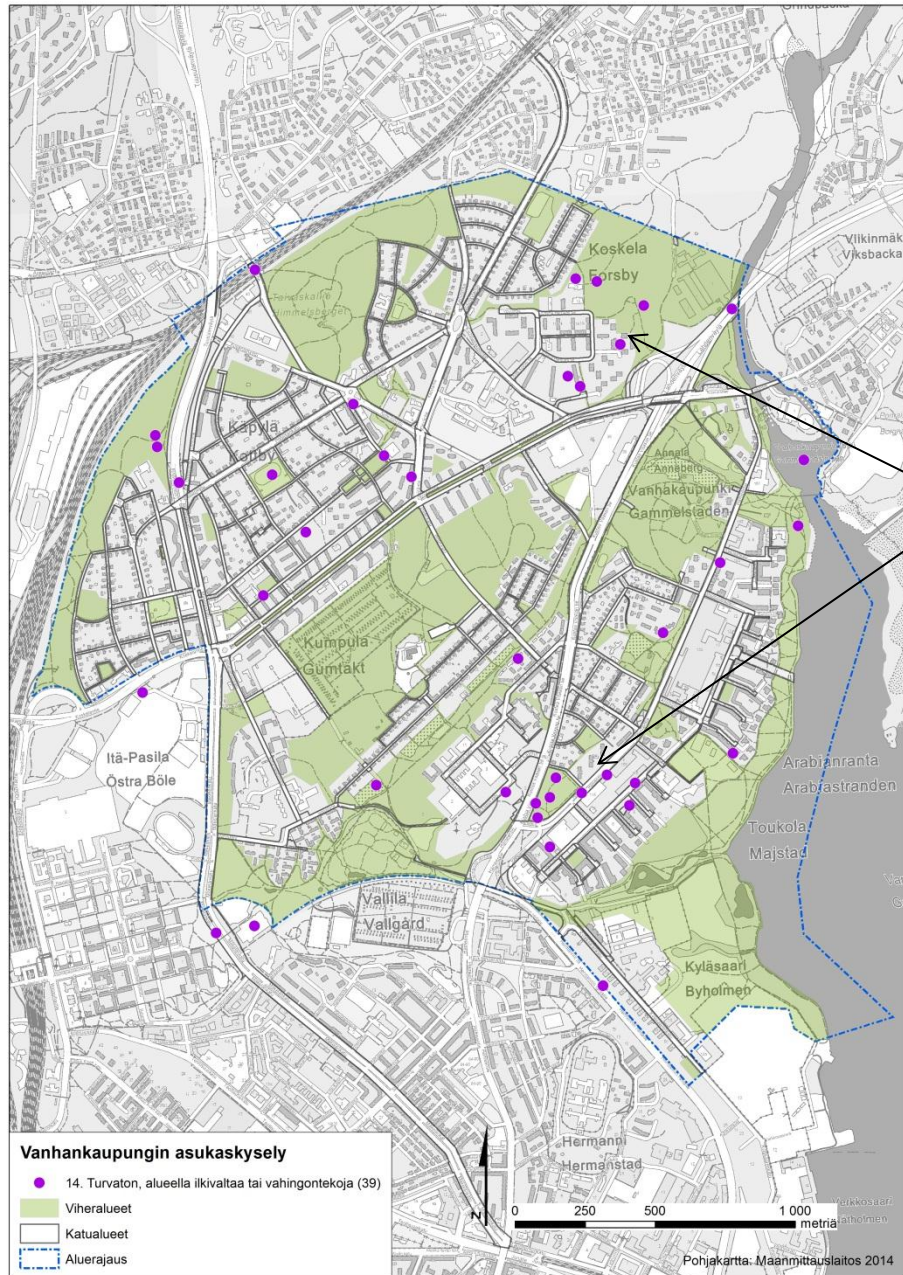 Viikinmäki
Viksbacka
Koskela
Forsby
Käpylä
Kottby
Annala
Anneberg
Vanhakaupunki
Gammelstaden
Kumpula
Gumtäkt
Itä-Pasila
Östra Böle
Arabianranta
Arabiastranden
Toukola
Majstad
Vallila
Vallgård
Kyläsaari
Byholmen
Hermanni
Hermanstad
Vanhankaupungin asukaskysely
14. Turvaton, alueella ilkivaltaa tai vahingontekoja (39)
Viheralueet
Katualueet
Aluerajaus
N
0 250 500 1 000
metriä
Pohjakartta: Maanmittauslaitos 2014